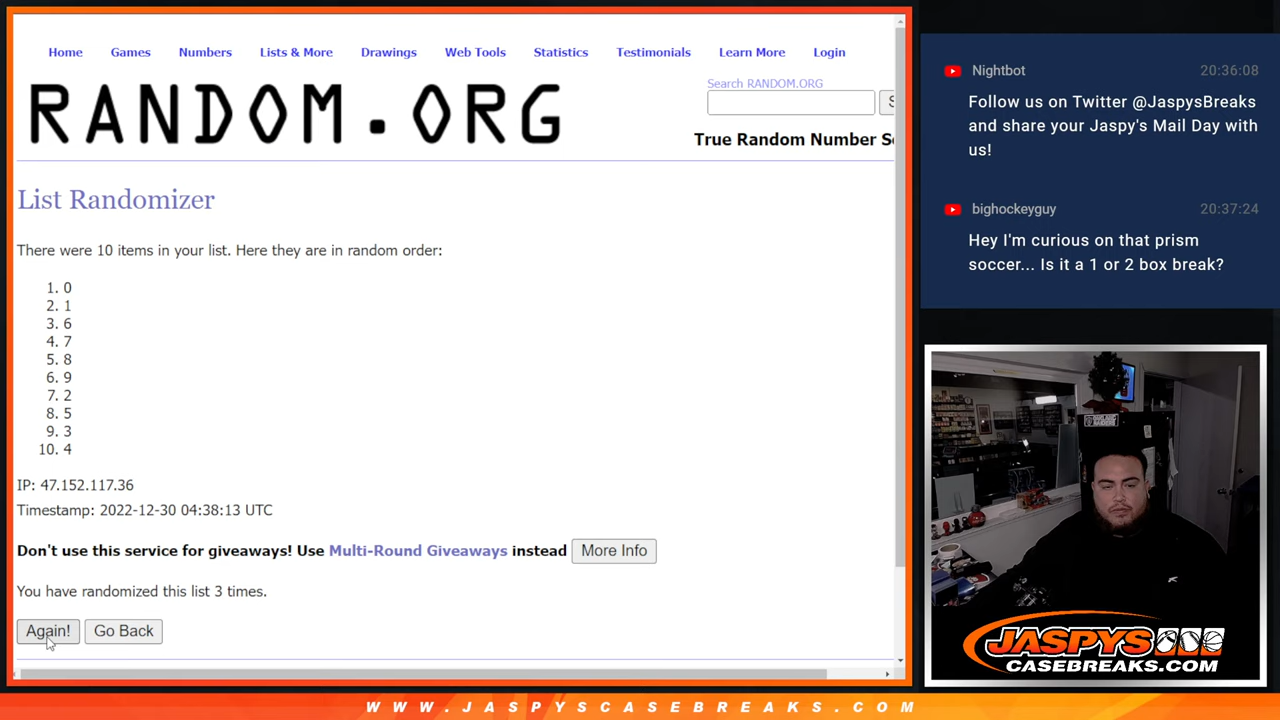 Home Games Numbers Lists & More Drawings Web Tools Statistics Testimonials Learn More Login
Search RANDOM.ORG
RANDOM.ORG
True Random Number S
List Randomizer
There were 10 items in your list. Here they are in random order:
1. 0
2. 1
3. 6
4. 7
5. 8
6. 9
7. 2
8. 5
9. 3
10. 4
IP: 47.152.117.36
Timestamp: 2022-12-30 04:38:13 UTC
Don't use this service for giveaways! Use Multi-Round Giveaways instead More Info
You have randomized this list 3 times.
Again! Go Back
Nightbot 20:36:08
Follow us on Twitter @JaspysBreaks
and share your Jaspy's Mail Day with
us!
bighockeyguy 20:37:24
Hey I'm curious on that prism
soccer... Is it a 1 or 2 box break?
JASPYS
CASEBREAKS.COM
WWW.JASPYSCASEBREAKS.COM